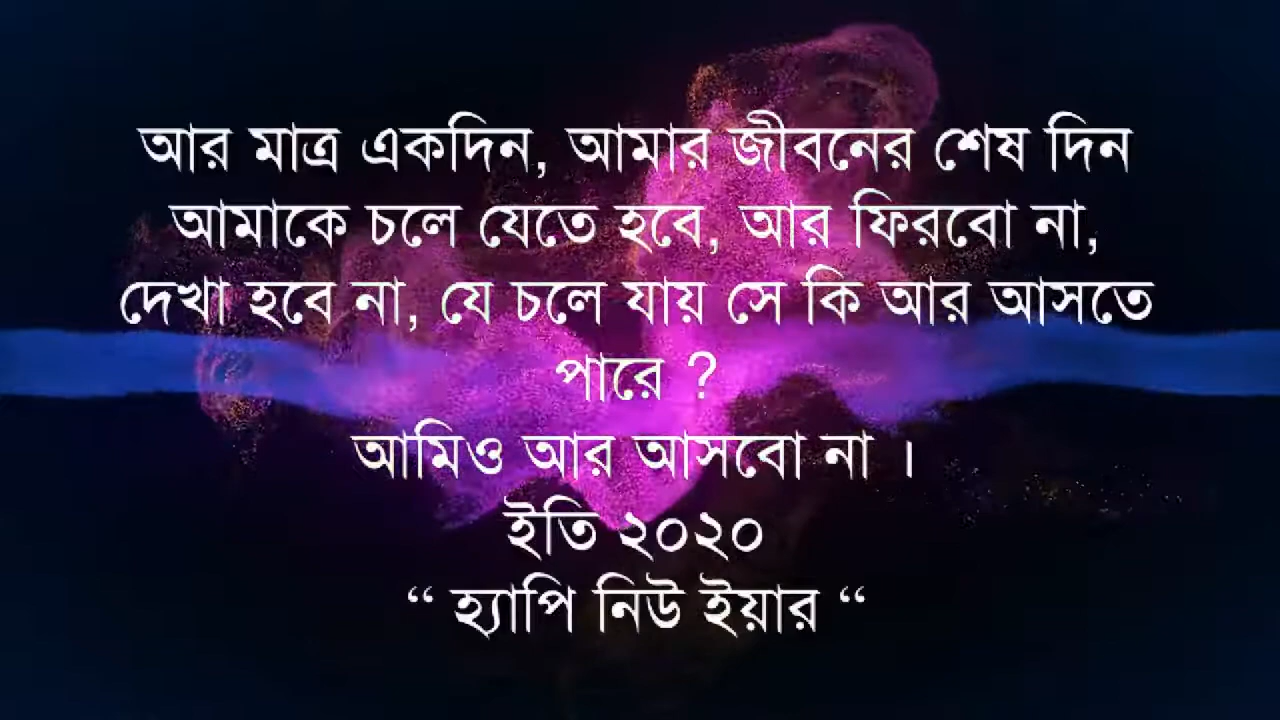 আর মাত্র একদিন, আমার জীবনের শেষ দিন
আমাকে চলে যেতে হবে, আর ফিরবো না,
দেখা হবে না, যে চলে যায় সে কি আর আসতে
পারে ?
আমিও আর আসবো না ।
ইতি ২০২০
“ হ্যাপি নিউ ইয়ার “